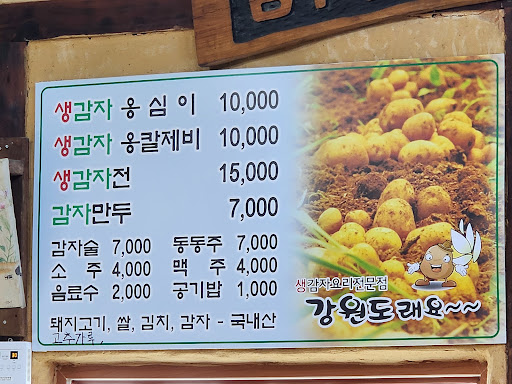 생감자 옹심이 10,000
생감자 옹칼제비 10,000
생감자전 15,000
감자만두 7,000
감자술 7,000 동동주 7,000
소주 4,000 맥주 4,000
음료수 2,000 공기밥 1,000
돼지고기, 쌀, 김치, 감자 - 국내산
고추가루,
생감자요리전문점
강원도래요~~